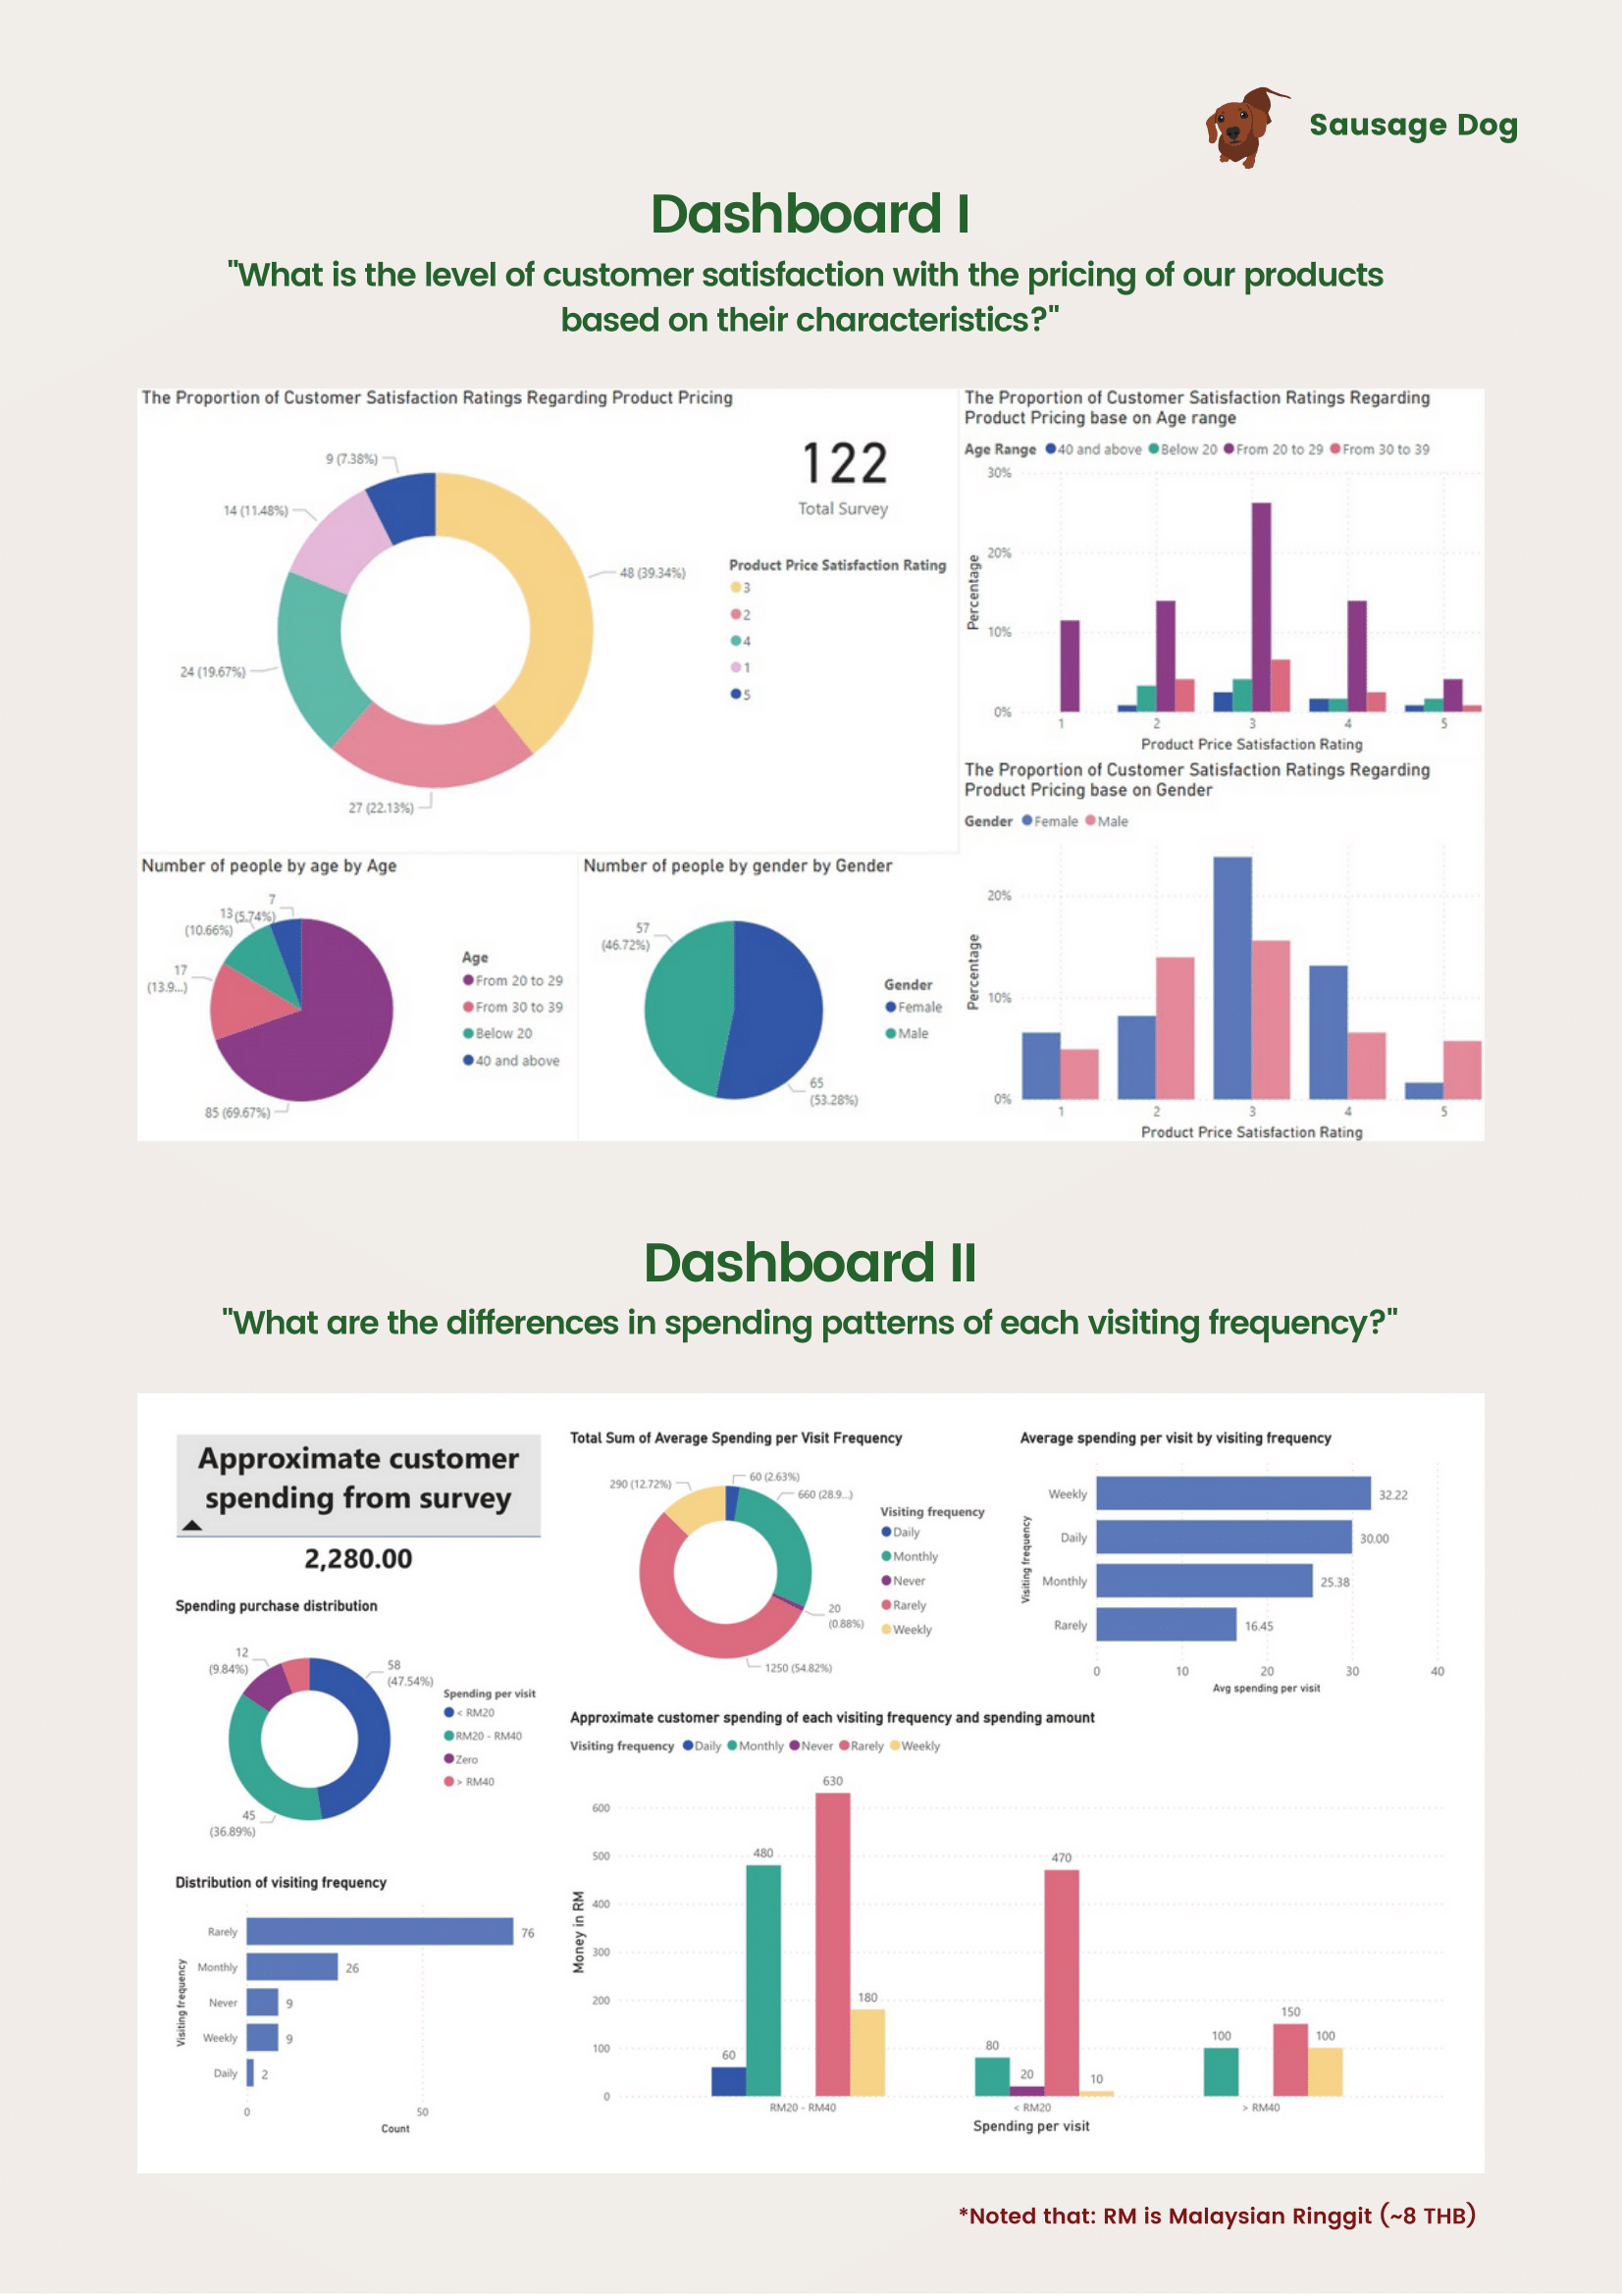 Sausage Dog
Dashboard I
"What is the level of customer satisfaction with the pricing of our products
based on their characteristics?"
The Proportion of Customer Satisfaction Ratings Regarding Product Pricing
9 (7.38%)
14 (11.48%)
48 (39.34%)
24 (19.67%)
27 (22.13%)
122
Total Survey
Product Price Satisfaction Rating
3
2
4
1
5
The Proportion of Customer Satisfaction Ratings Regarding
Product Pricing base on Age range
Age Range 40 and above Below 20 From 20 to 29 From 30 to 39
30%
20%
10%
0%
Percentage
1 2 3 4 5
Product Price Satisfaction Rating
Number of people by age by Age
7
(5.74%)
13
(10.66%)
17
(13.9...)
85 (69.67%)
Age
From 20 to 29
From 30 to 39
Below 20
40 and above
Number of people by gender by Gender
57
(46.72%)
65
(53.28%)
Gender
Female
Male
The Proportion of Customer Satisfaction Ratings Regarding
Product Pricing base on Gender
Gender Female Male
20%
10%
0%
Percentage
1 2 3 4 5
Product Price Satisfaction Rating
Dashboard II
"What are the differences in spending patterns of each visiting frequency?"
Approximate customer
spending from survey
2,280.00
Spending purchase distribution
12
(9.84%)
58
(47.54%)
45
(36.89%)
Spending per visit
< RM20
RM20 - RM40
Zero
> RM40
Distribution of visiting frequency
Visiting frequency
Rarely 76
Monthly 26
Never 9
Weekly 9
Daily 2
0 50
Count
Total Sum of Average Spending per Visit Frequency
290 (12.72%)
60 (2.63%)
660 (28.9...)
20
(0.88%)
1250 (54.82%)
Visiting frequency
Daily
Monthly
Never
Rarely
Weekly
Average spending per visit by visiting frequency
Visiting frequency
Weekly 32.22
Daily 30.00
Monthly 25.38
Rarely 16.45
0 10 20 30 40
Avg spending per visit
Approximate customer spending of each visiting frequency and spending amount
Visiting frequency Daily Monthly Never Rarely Weekly
Money in RM
600
500
400
300
200
100
0
60
480
630
180
80
20
470
10
100
150
100
RM20 - RM40 < RM20 > RM40
Spending per visit
*Noted that: RM is Malaysian Ringgit (~8 THB)